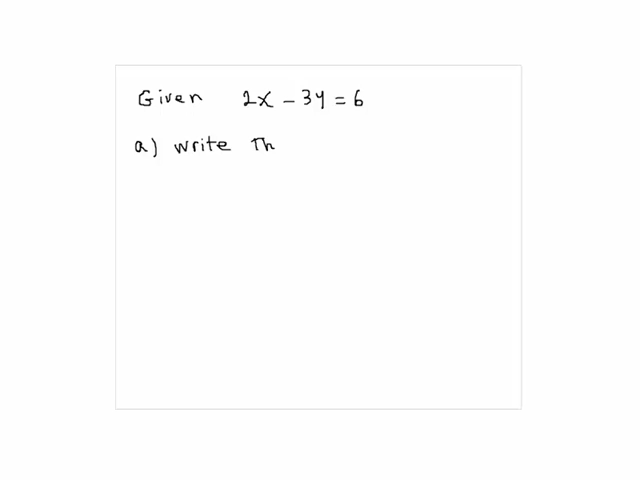 Given 2x - 3y = 6
a) write Th